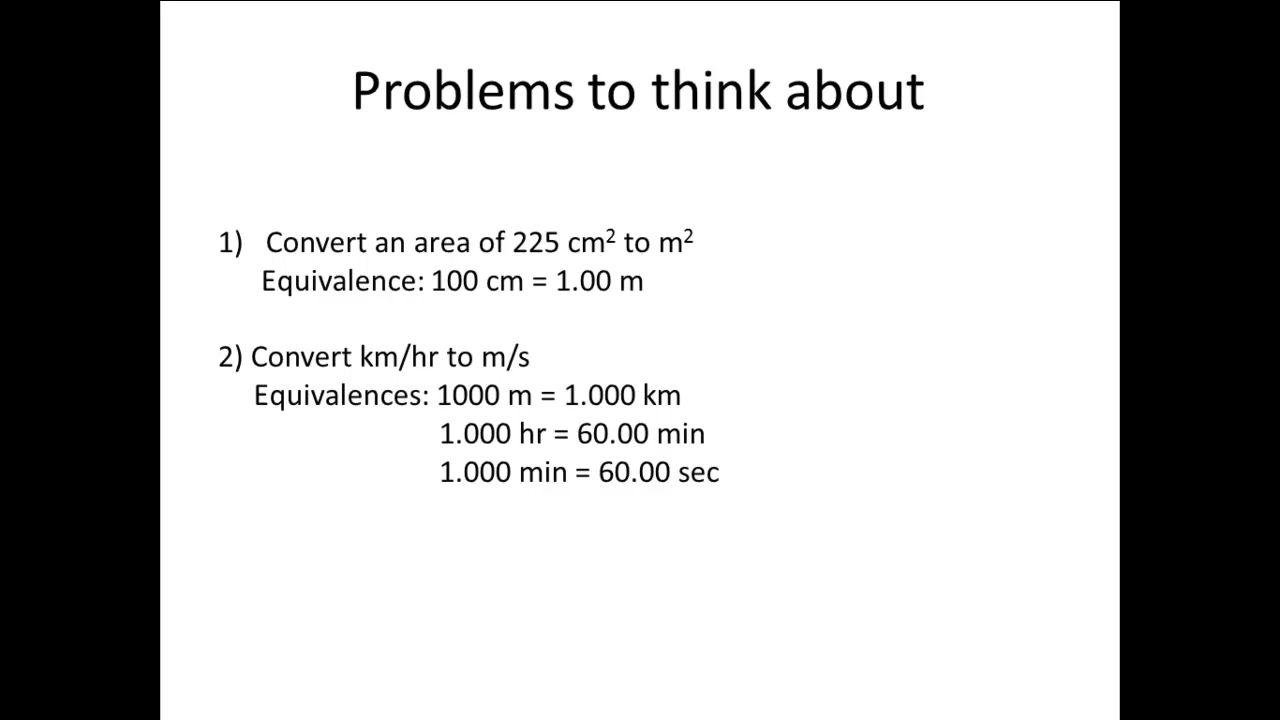 Problems to think about
1) Convert an area of 225 cm² to m²
Equivalence: 100 cm = 1.00 m
2) Convert km/hr to m/s
Equivalences: 1000 m = 1.000 km
1.000 hr = 60.00 min
1.000 min = 60.00 sec